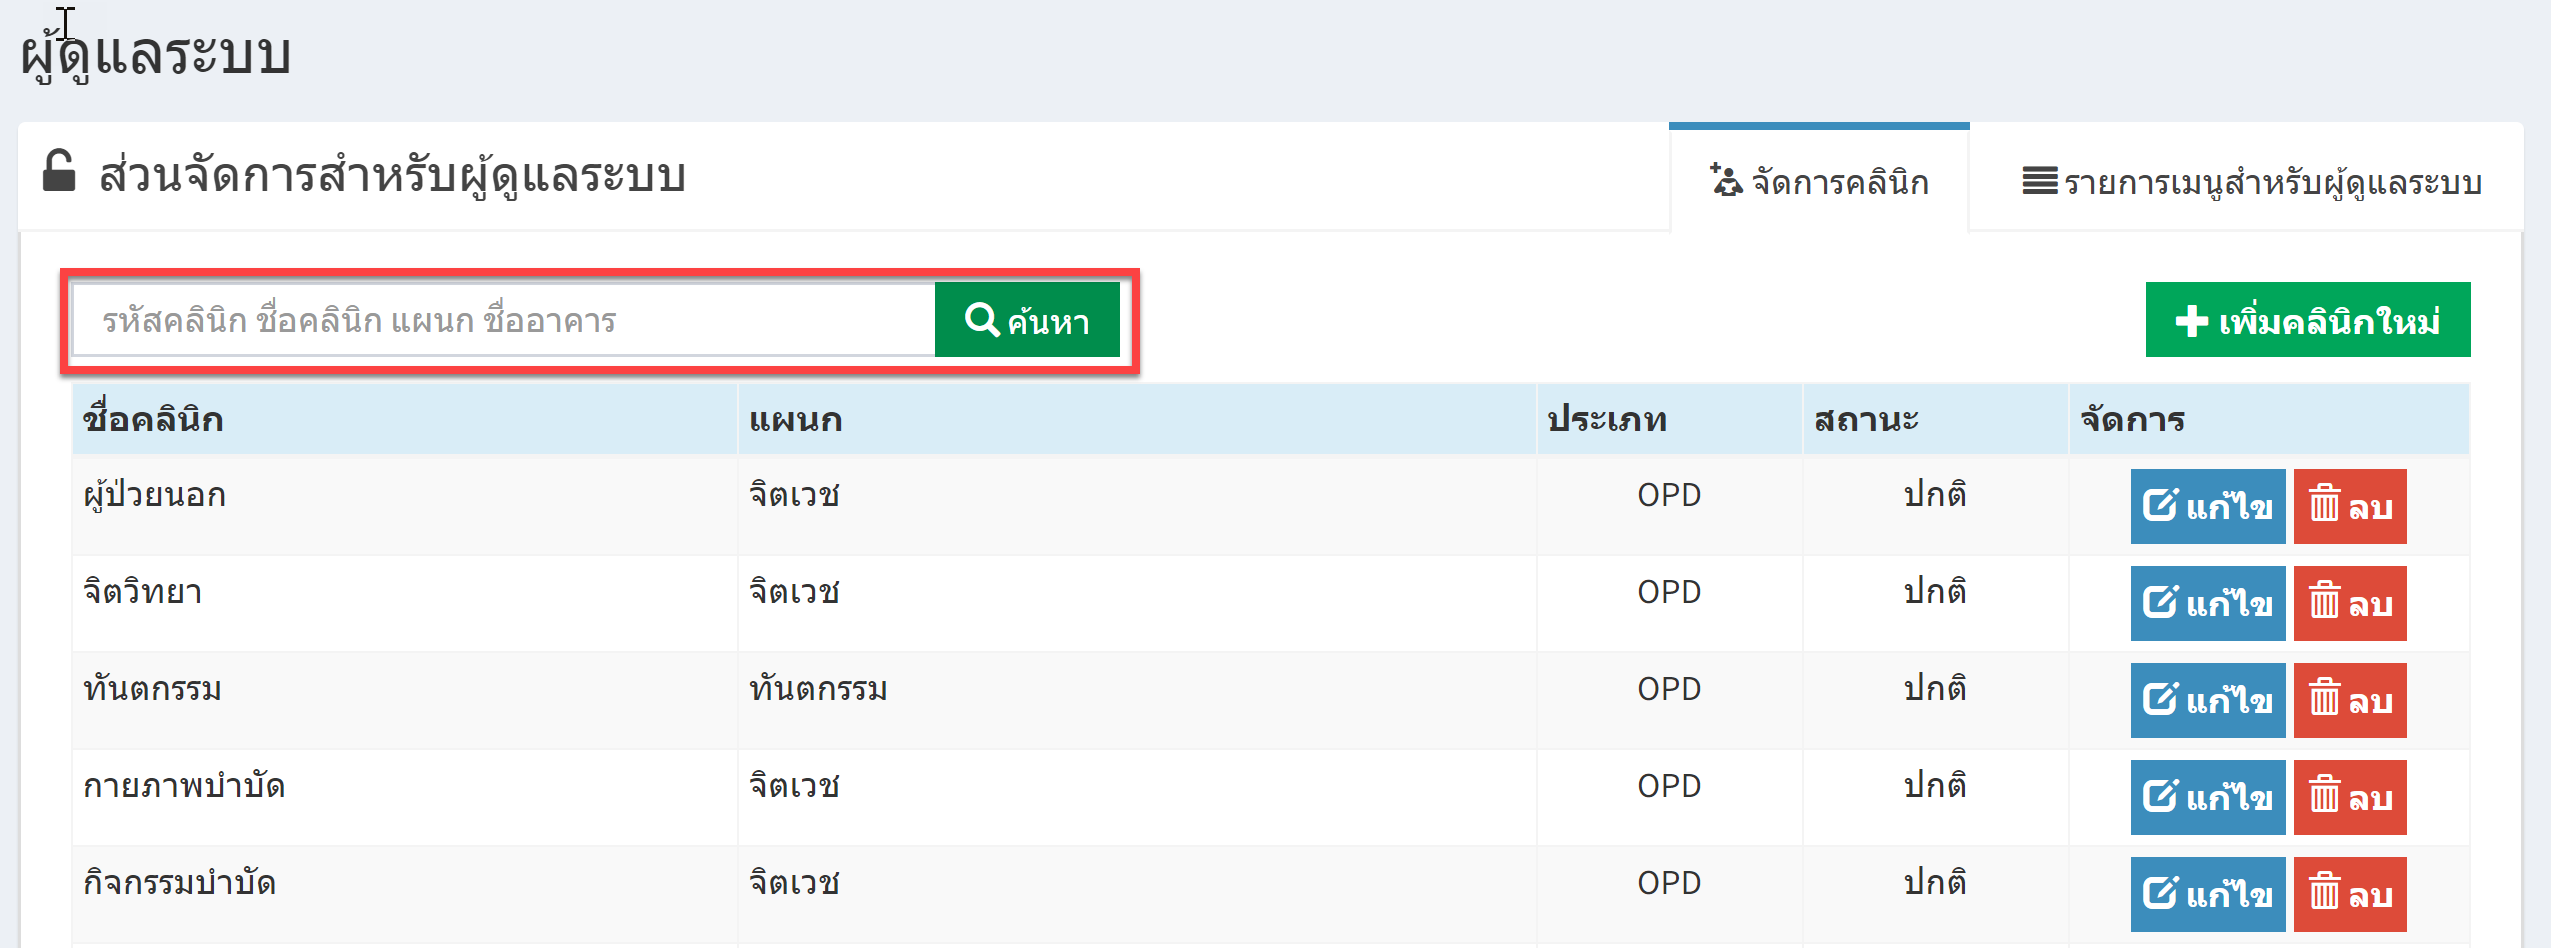 ผู้ดูแลระบบ
ส่วนจัดการสำหรับผู้ดูแลระบบ
จัดการคลินิก
รายการเมนูสำหรับผู้ดูแลระบบ
รหัสคลินิก ชื่อคลินิก แผนก ชื่ออาคาร
ค้นหา
เพิ่มคลินิกใหม่
ชื่อคลินิก แผนก ประเภท สถานะ จัดการ
ผู้ป่วยนอก จิตเวช OPD ปกติ แก้ไข ลบ
จิตวิทยา จิตเวช OPD ปกติ แก้ไข ลบ
ทันตกรรม ทันตกรรม OPD ปกติ แก้ไข ลบ
กายภาพบำบัด จิตเวช OPD ปกติ แก้ไข ลบ
กิจกรรมบำบัด จิตเวช OPD ปกติ แก้ไข ลบ